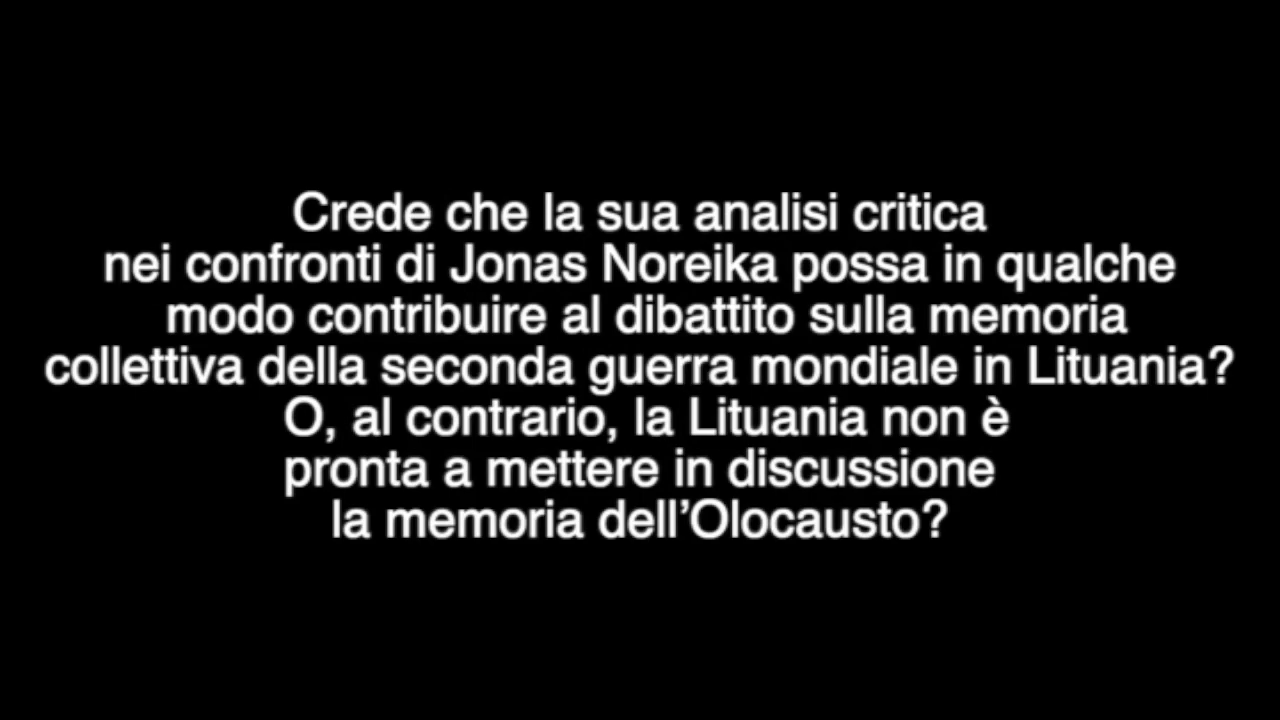 Crede che la sua analisi critica
nei confronti di Jonas Noreika possa in qualche
modo contribuire al dibattito sulla memoria
collettiva della seconda guerra mondiale in Lituania?
O, al contrario, la Lituania non è
pronta a mettere in discussione
la memoria dell’Olocausto?